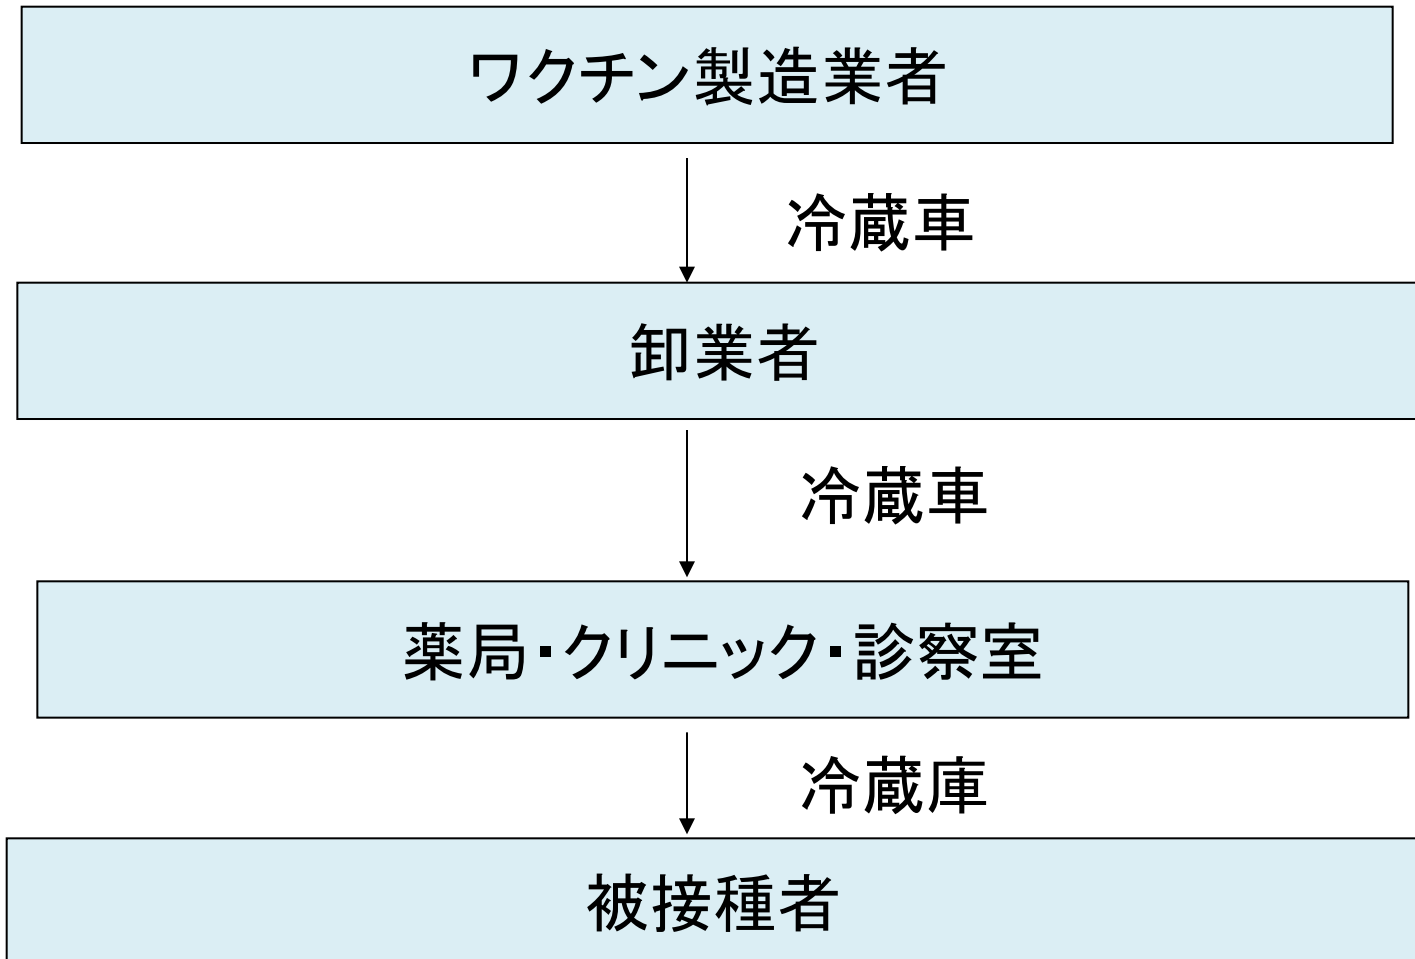 ワクチン製造業者
冷蔵車
卸業者
冷蔵車
薬局・クリニック・診察室
冷蔵庫
被接種者